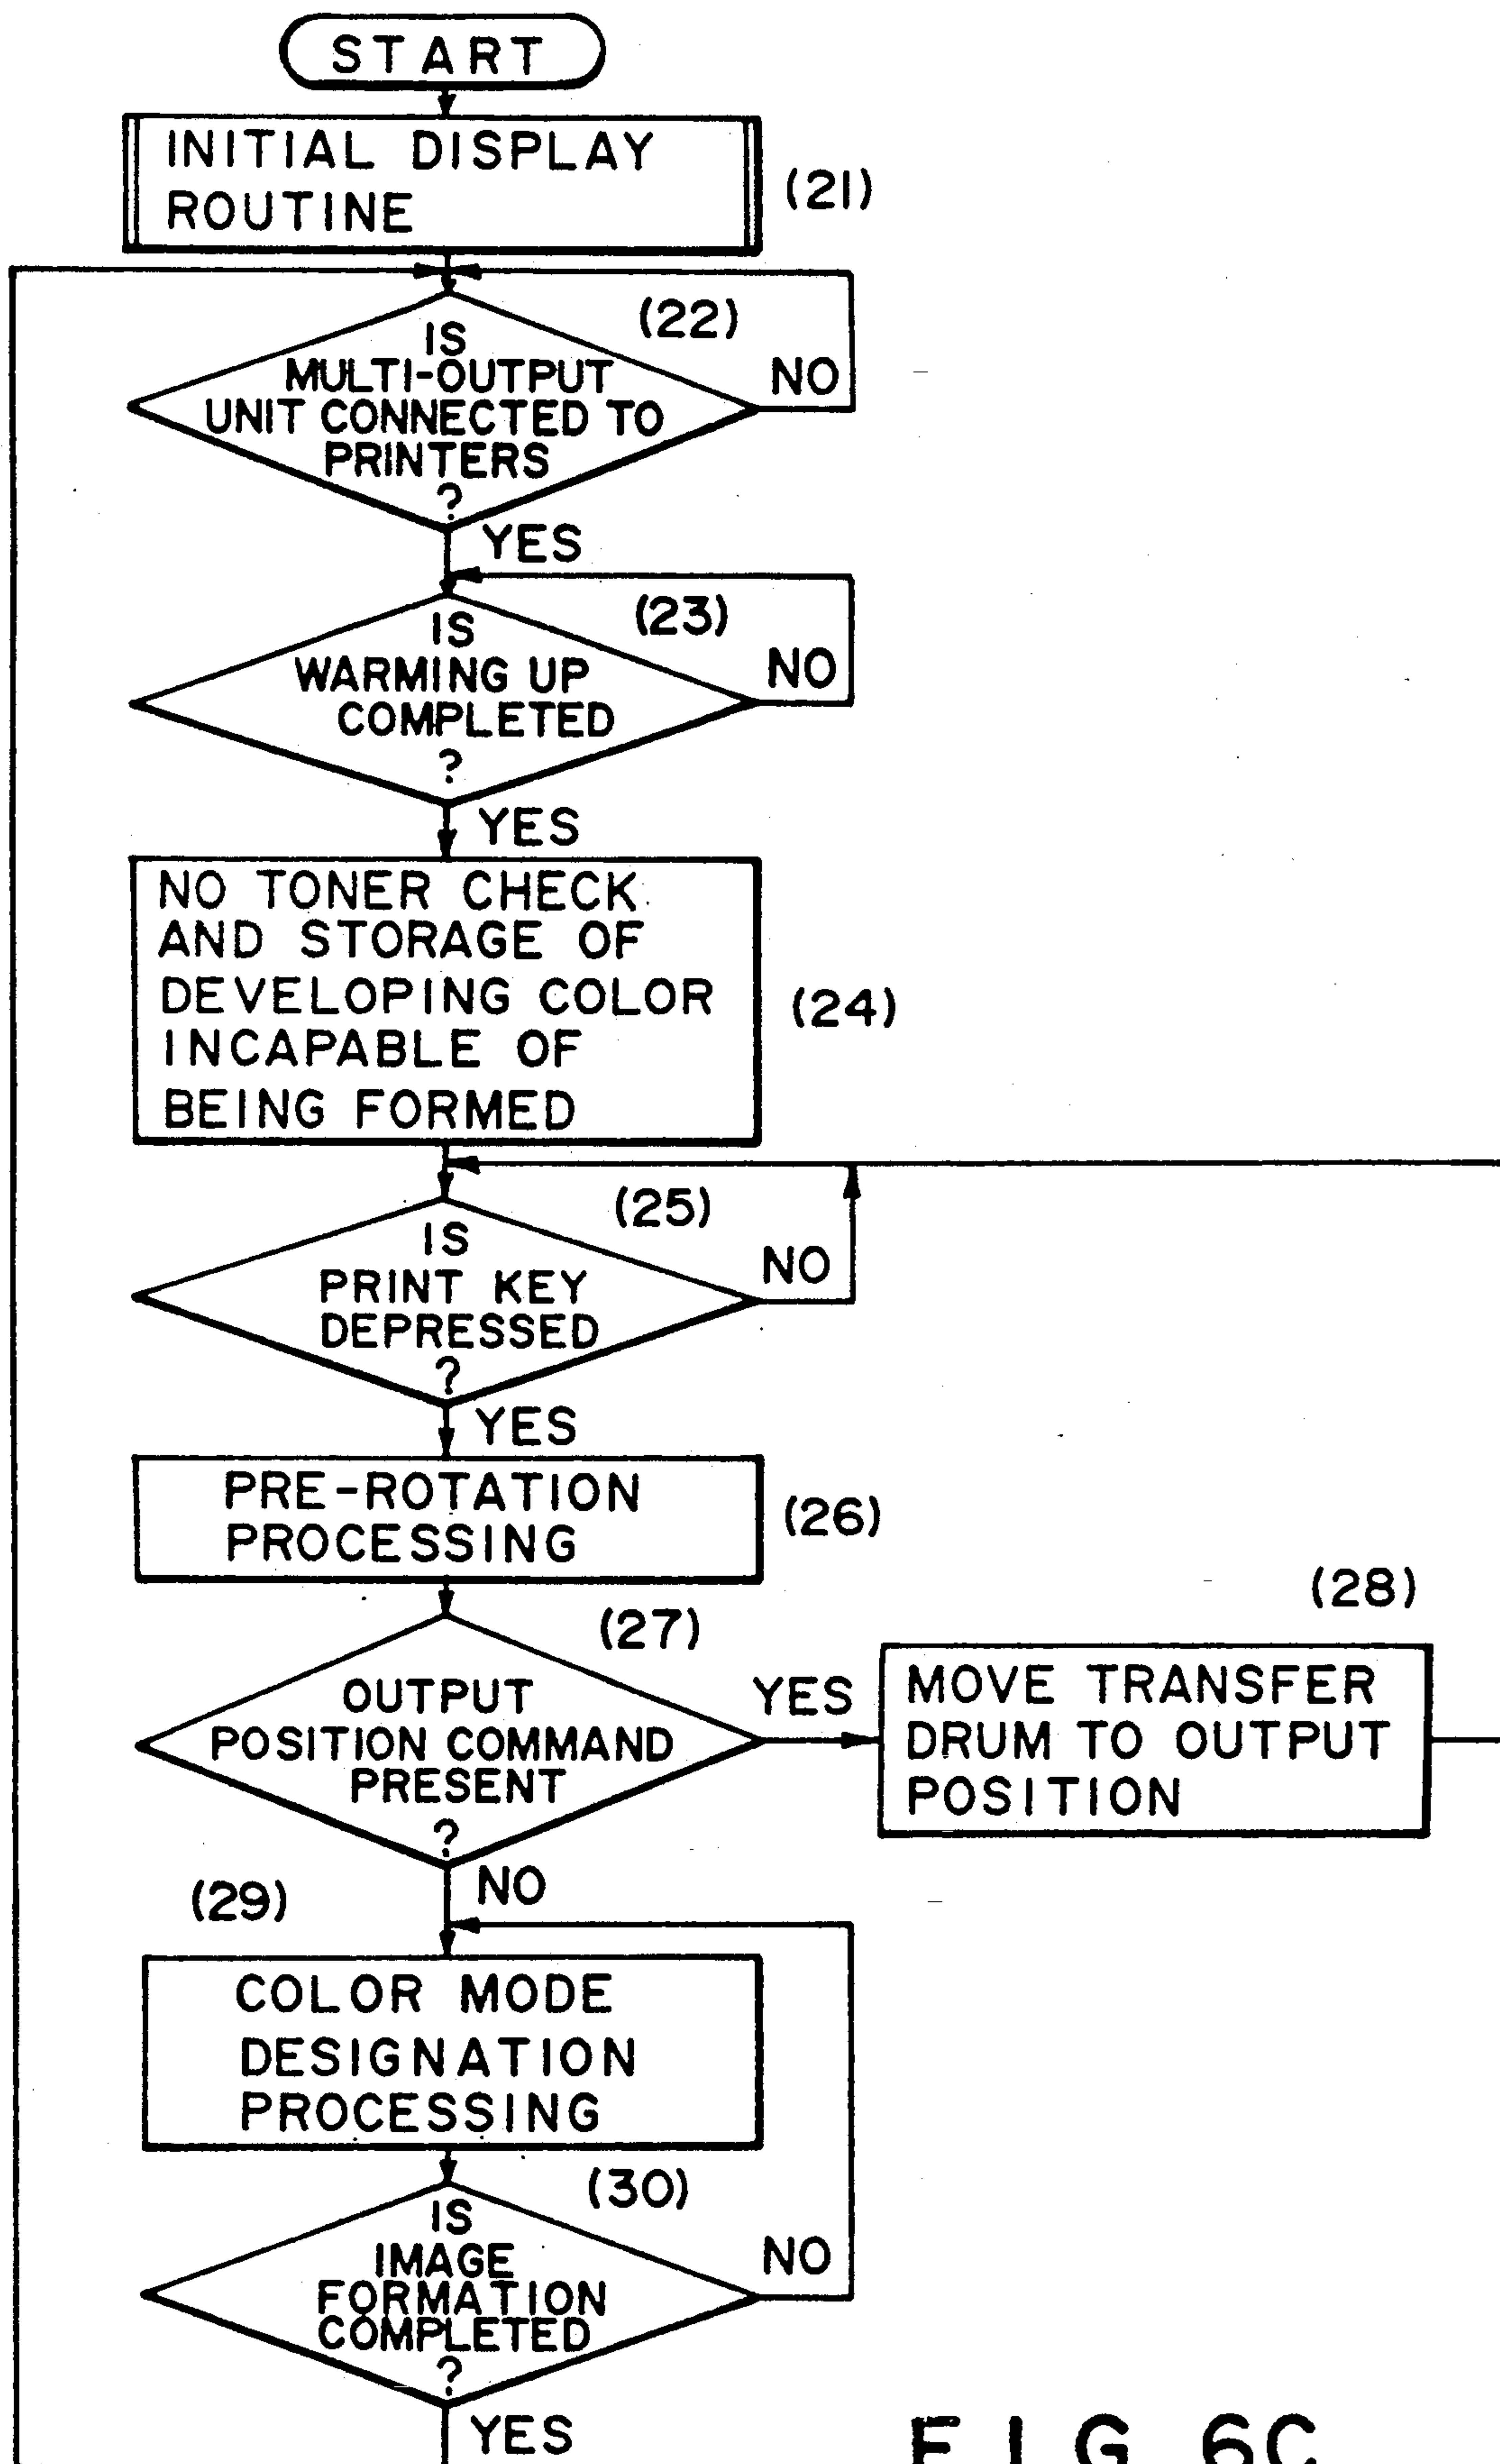 START
INITIAL DISPLAY
ROUTINE
(21)
(22)
IS
MULTI-OUTPUT
UNIT CONNECTED TO
PRINTERS
?
NO
YES
(23)
IS
WARMING UP
COMPLETED
?
NO
YES
NO TONER CHECK
AND STORAGE OF
DEVELOPING COLOR
INCAPABLE OF
BEING FORMED
(24)
(25)
IS
PRINT KEY
DEPRESSED
?
NO
YES
PRE-ROTATION
PROCESSING
(26)
(27)
OUTPUT
POSITION COMMAND
PRESENT
?
YES
(28)
MOVE TRANSFER
DRUM TO OUTPUT
POSITION
NO
(29)
COLOR MODE
DESIGNATION
PROCESSING
(30)
IS
IMAGE
FORMATION
COMPLETED
?
NO
YES
FIG 6C